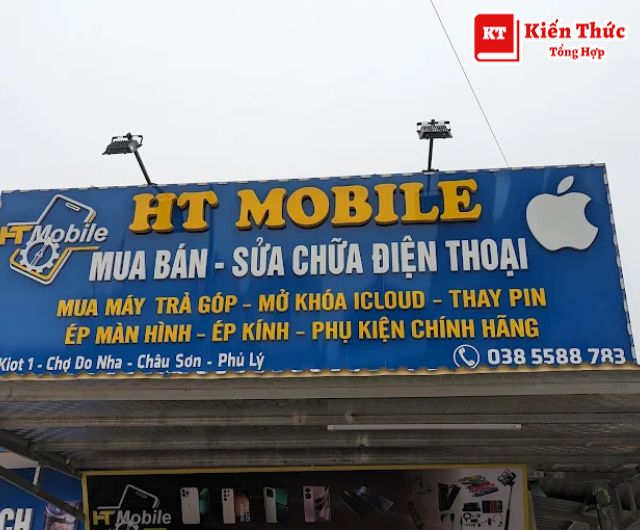 KT Kiến Thức
Tổng Hợp
HT MOBILE
HT Mobile
MUA BÁN - SỬA CHỮA ĐIỆN THOẠI
MUA MÁY TRẢ GÓP - MỞ KHÓA ICLOUD - THAY PIN
ÉP MÀN HÌNH - ÉP KÍNH - PHỤ KIỆN CHÍNH HÃNG
Kiot 1 - Chợ Do Nha - Châu Sơn - Phủ Lý
038 5588 783
HT Mobile